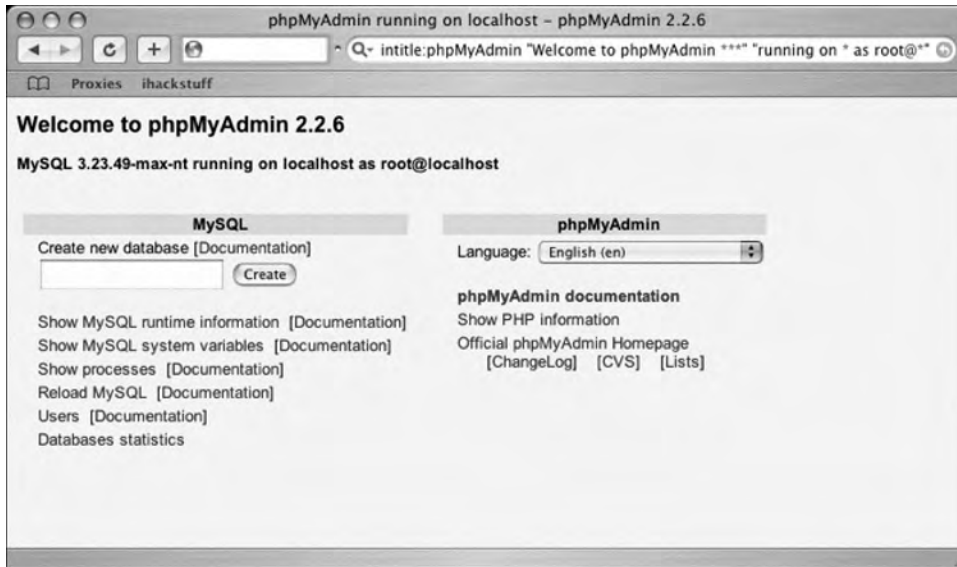 phpMyAdmin running on localhost – phpMyAdmin 2.2.6
intitle:phpMyAdmin "Welcome to phpMyAdmin ***" "running on * as root@*"
Proxies ihackstuff
Welcome to phpMyAdmin 2.2.6
MySQL 3.23.49-max-nt running on localhost as root@localhost
MySQL
Create new database [Documentation]
Create
Show MySQL runtime information [Documentation]
Show MySQL system variables [Documentation]
Show processes [Documentation]
Reload MySQL [Documentation]
Users [Documentation]
Databases statistics
phpMyAdmin
Language: English (en)
phpMyAdmin documentation
Show PHP information
Official phpMyAdmin Homepage
[ChangeLog] [CVS] [Lists]